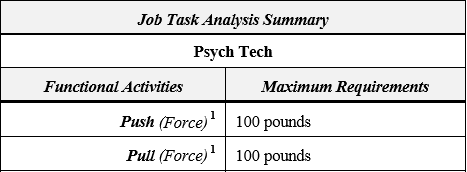 Job Task Analysis Summary
Psych Tech
Functional Activities Maximum Requirements
Push (Force) 1 100 pounds
Pull (Force) 1 100 pounds